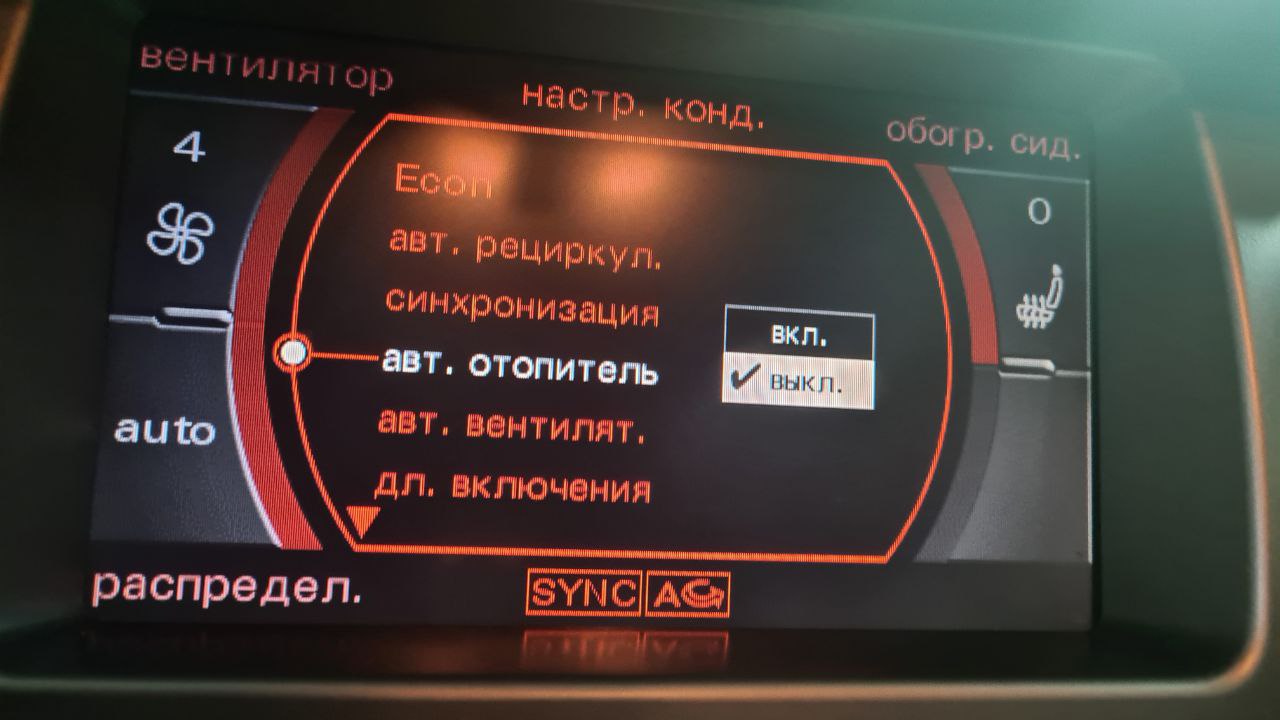 вентилятор
настр. конд.
обогр. сид.
4
0
Econ
авт. рециркул.
синхронизация
авт. отопитель
вкл.
✔ выкл.
авт. вентилят.
auto
дл. включения
распредел.
SYNC A